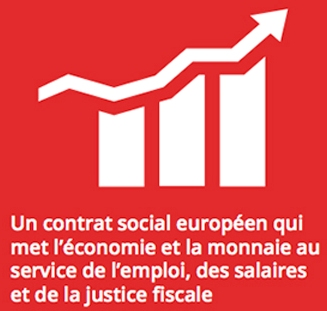 Un contrat social européen qui
met l’économie et la monnaie au
service de l’emploi, des salaires
et de la justice fiscale